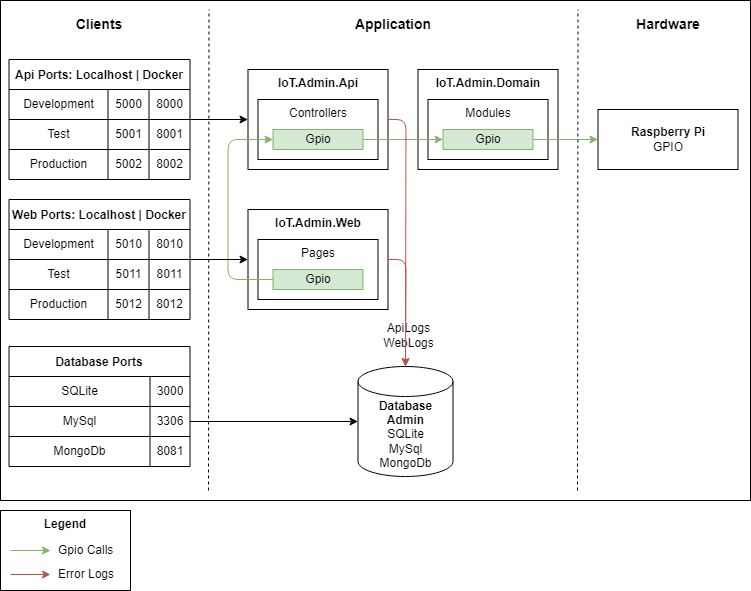 Clients
Application
Hardware
Api Ports: Localhost | Docker
Development 5000 8000
Test 5001 8001
Production 5002 8002
IoT.Admin.Api
Controllers
Gpio
IoT.Admin.Domain
Modules
Gpio
Raspberry Pi
GPIO
Web Ports: Localhost | Docker
Development 5010 8010
Test 5011 8011
Production 5012 8012
IoT.Admin.Web
Pages
Gpio
ApiLogs
WebLogs
Database Ports
SQLite 3000
MySql 3306
MongoDb 8081
Database
Admin
SQLite
MySql
MongoDb
Legend
Gpio Calls
Error Logs